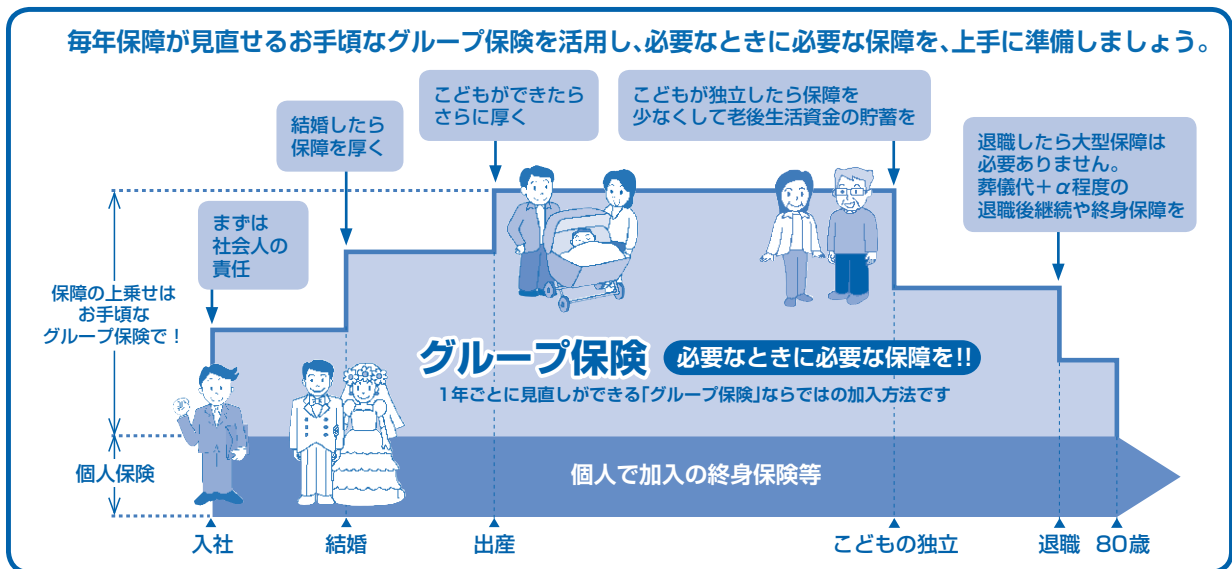 毎年保障が見直せるお手頃なグループ保険を活用し、必要なときに必要な保障を、上手に準備しましょう。
こどもができたら
さらに厚く
こどもが独立したら保障を
少なくして老後生活資金の貯蓄を
結婚したら
保障を厚く
退職したら大型保障は
必要ありません。
葬儀代+α程度の
退職後継続や終身保障を
まずは
社会人の
責任
保障の上乗せは
お手頃な
グループ保険で!
グループ保険 必要なときに必要な保障を!!
1年ごとに見直しができる「グループ保険」ならではの加入方法です
個人保険
個人で加入の終身保険等
入社 結婚 出産 こどもの独立 退職 80歳